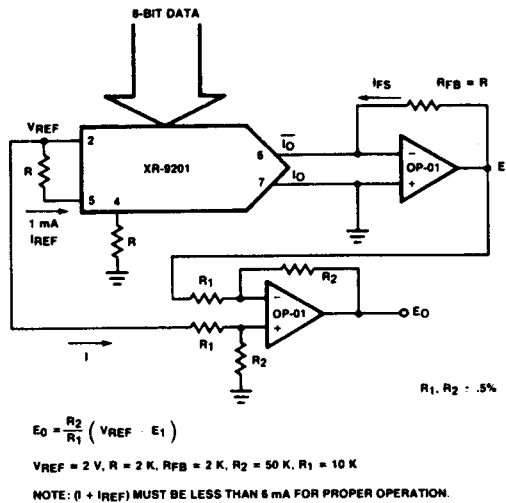 8-BIT DATA
IFS
RFB = R
VREF
2
XR-9201
6
IO
7
IO
R
5
4
1 mA
IREF
R
−
OP-01
+
E
R1
R2
−
OP-01
+
R1
R2
EO
I
R1, R2 : .5%
EO = R2/R1 ( VREF - E1 )
VREF = 2 V, R = 2 K, RFB = 2 K, R2 = 50 K, R1 = 10 K
NOTE: (I + IREF) MUST BE LESS THAN 6 mA FOR PROPER OPERATION.